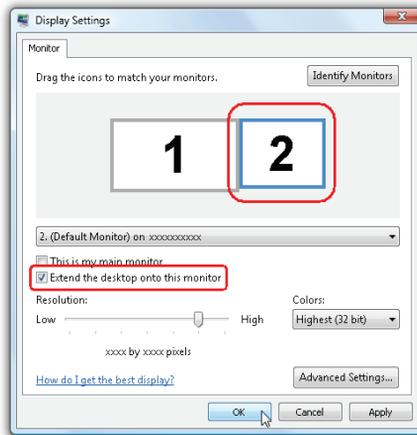 Display Settings
Monitor
Drag the icons to match your monitors.
Identify Monitors
1
2
2. (Default Monitor) on xxxxxxxxxx
This is my main monitor
Extend the desktop onto this monitor
Resolution:
Colors:
Low
High
Highest (32 bit)
xxxx by xxxx pixels
How do I get the best display?
Advanced Settings...
OK
Cancel
Apply